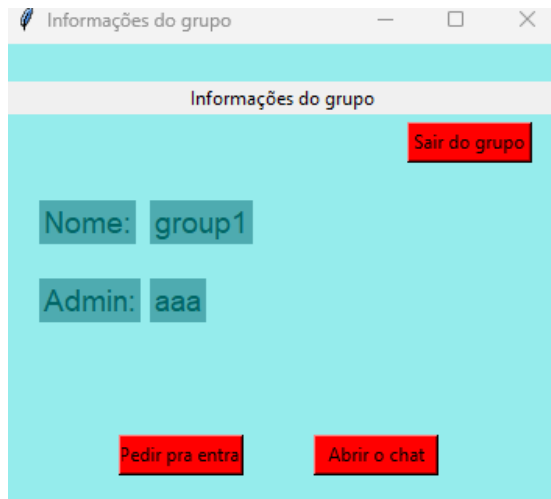 Informações do grupo
Informações do grupo
Sair do grupo
Nome: group1
Admin: aaa
Pedir pra entra
Abrir o chat